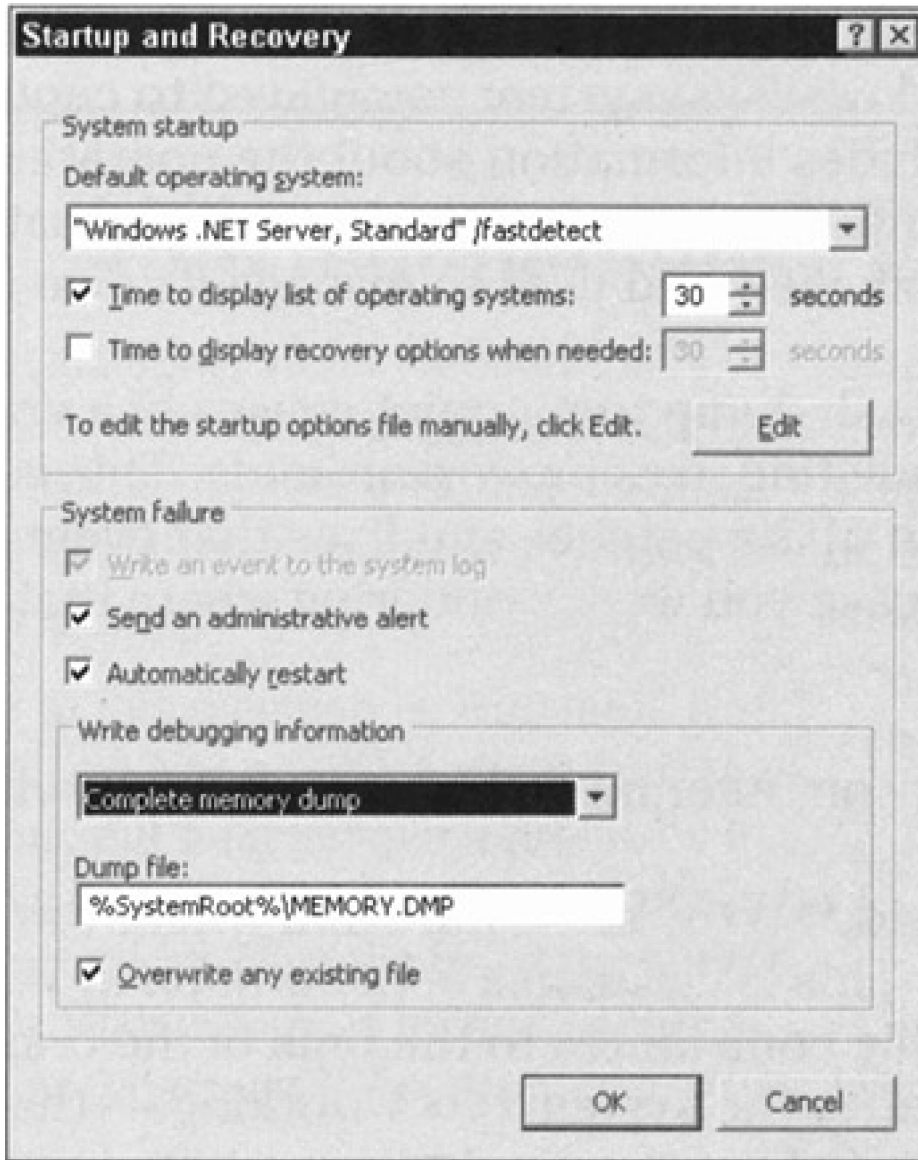 Startup and Recovery
System startup
Default operating system:
"Windows .NET Server, Standard" /fastdetect
Time to display list of operating systems: 30 seconds
Time to display recovery options when needed: 30 seconds
To edit the startup options file manually, click Edit. Edit
System failure
Write an event to the system log
Send an administrative alert
Automatically restart
Write debugging information
Complete memory dump
Dump file:
%SystemRoot%\MEMORY.DMP
Overwrite any existing file
OK Cancel